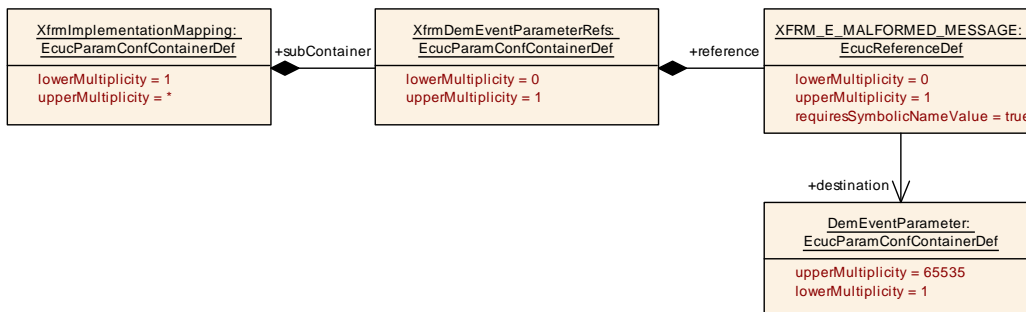 XfrmImplementationMapping:
EcucParamConfContainerDef
lowerMultiplicity = 1
upperMultiplicity = *
+subContainer
XfrmDemEventParameterRefs:
EcucParamConfContainerDef
lowerMultiplicity = 0
upperMultiplicity = 1
+reference
XFRM_E_MALFORMED_MESSAGE:
EcucReferenceDef
lowerMultiplicity = 0
upperMultiplicity = 1
requiresSymbolicNameValue = true
+destination
DemEventParameter:
EcucParamConfContainerDef
upperMultiplicity = 65535
lowerMultiplicity = 1